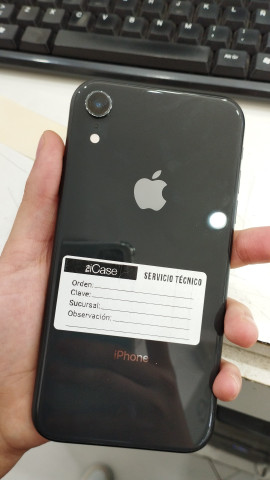 iCase SERVICIO TÉCNICO
Orden:
Clave:
Sucursal:
Observación:
iPhone